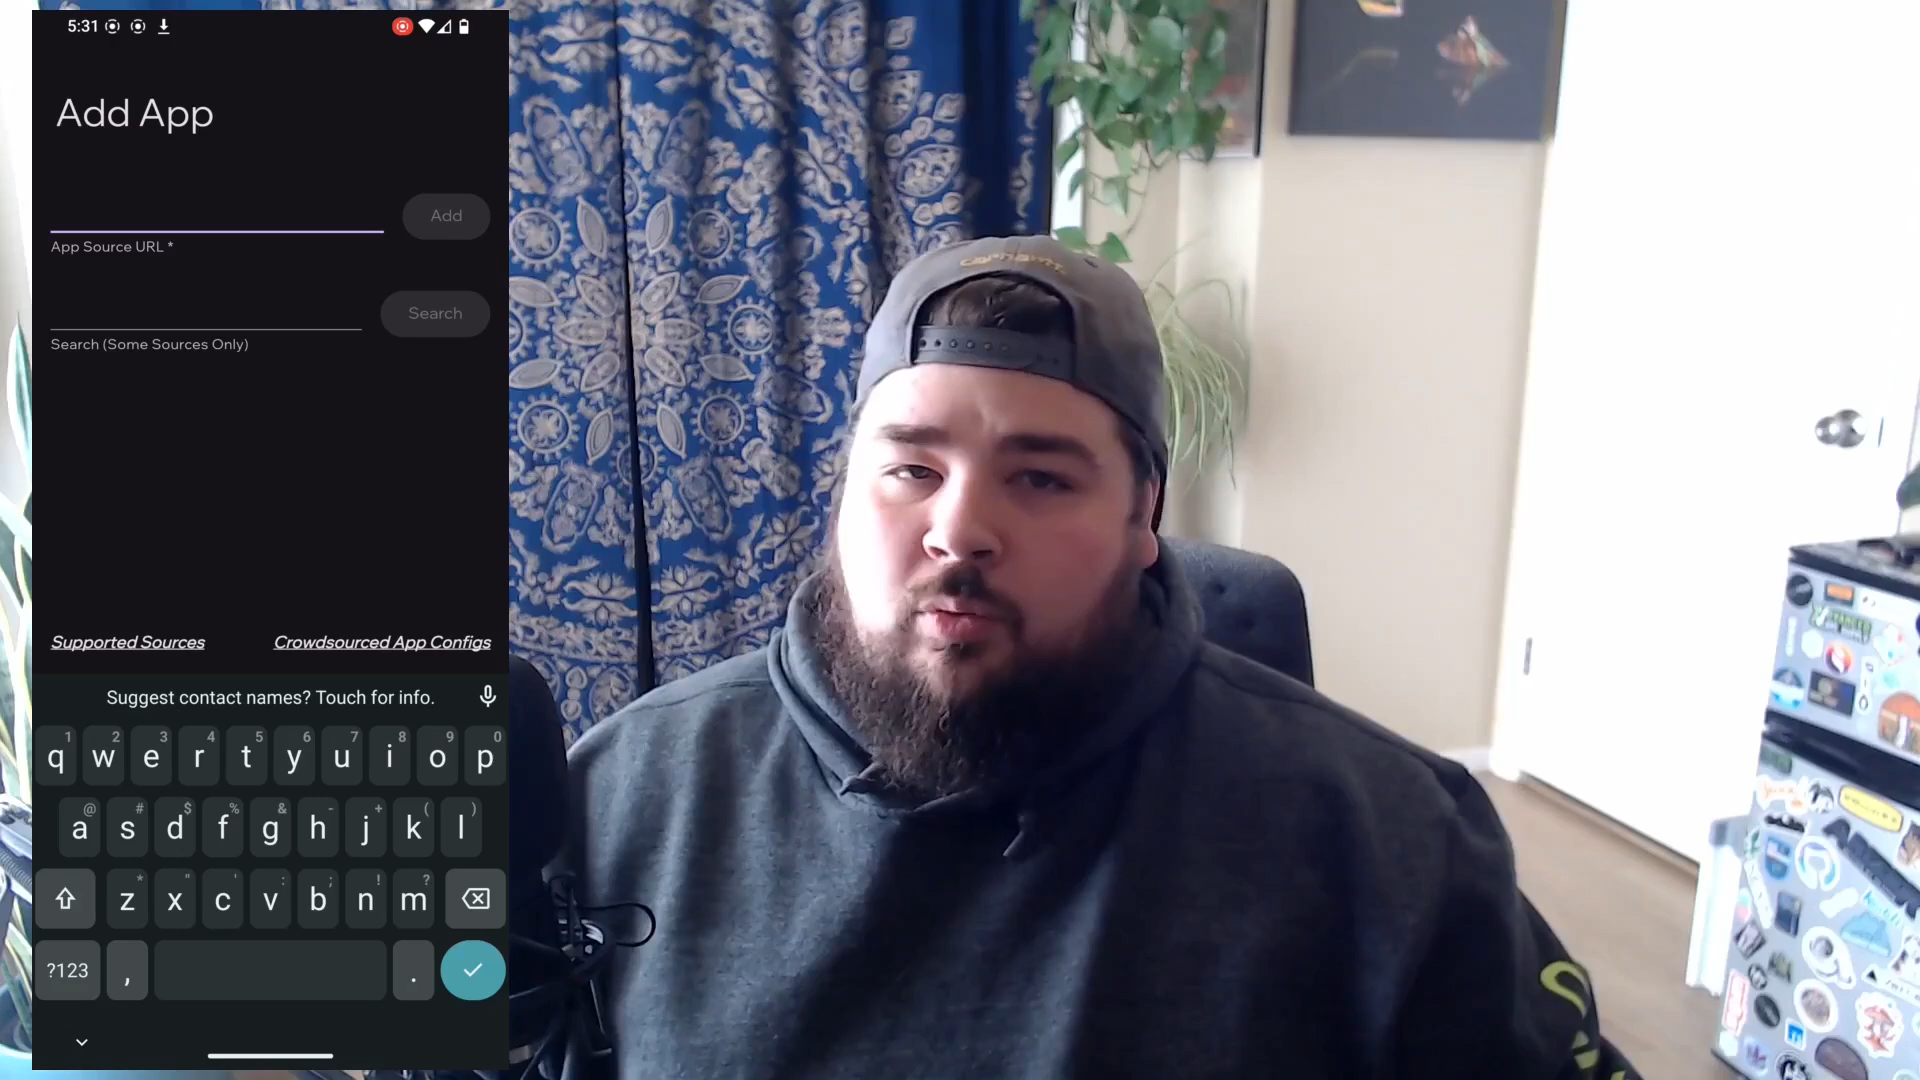 5:31
Add App
Add
App Source URL *
Search
Search (Some Sources Only)
Supported Sources
Crowdsourced App Configs
Suggest contact names? Touch for info.
1 2 3 4 5 6 7 8 9 0
q w e r t y u i o p
@ # $ % & - + ( )
a s d f g h j k l
* " ' : ; ! ?
z x c v b n m
?123 , .
carhartt